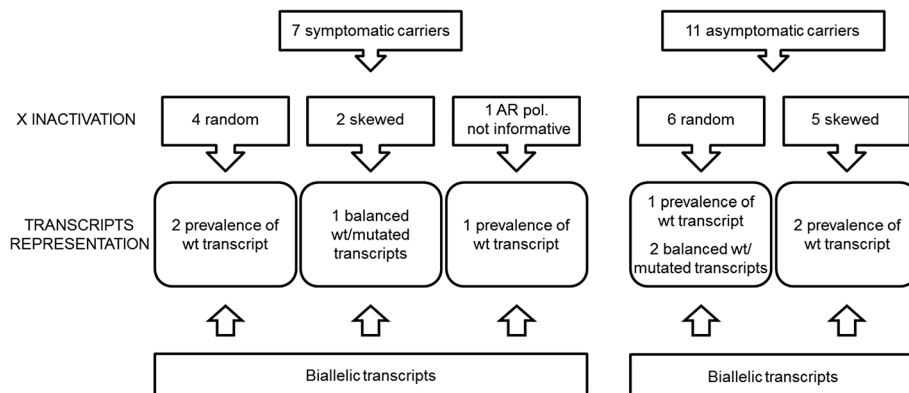 7 symptomatic carriers
11 asymptomatic carriers
X INACTIVATION
4 random
2 skewed
1 AR pol.
not informative
6 random
5 skewed
TRANSCRIPTS
REPRESENTATION
2 prevalence of
wt transcript
1 balanced
wt/mutated
transcripts
1 prevalence of
wt transcript
1 prevalence of
wt transcript
2 balanced wt/
mutated transcripts
2 prevalence of
wt transcript
Biallelic transcripts
Biallelic transcripts